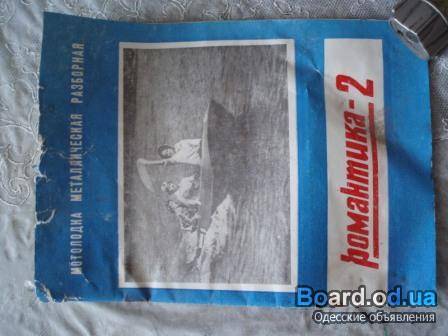 МОТОЛОДКА МЕТАЛЛИЧЕСКАЯ РАЗБОРНАЯ
романтика-2
Board.od.ua
Одесские объявления